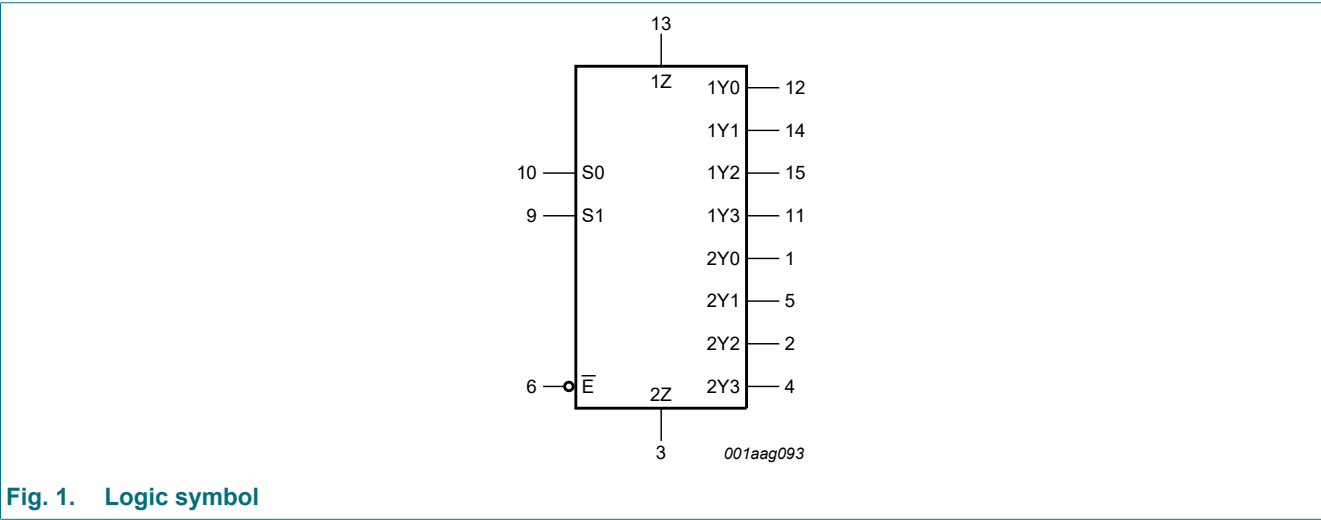 13
1Z
1Y0 12
1Y1 14
10 S0 1Y2 15
9 S1 1Y3 11
2Y0 1
2Y1 5
2Y2 2
6 E̅ 2Z 2Y3 4
3 001aag093
Fig. 1. Logic symbol